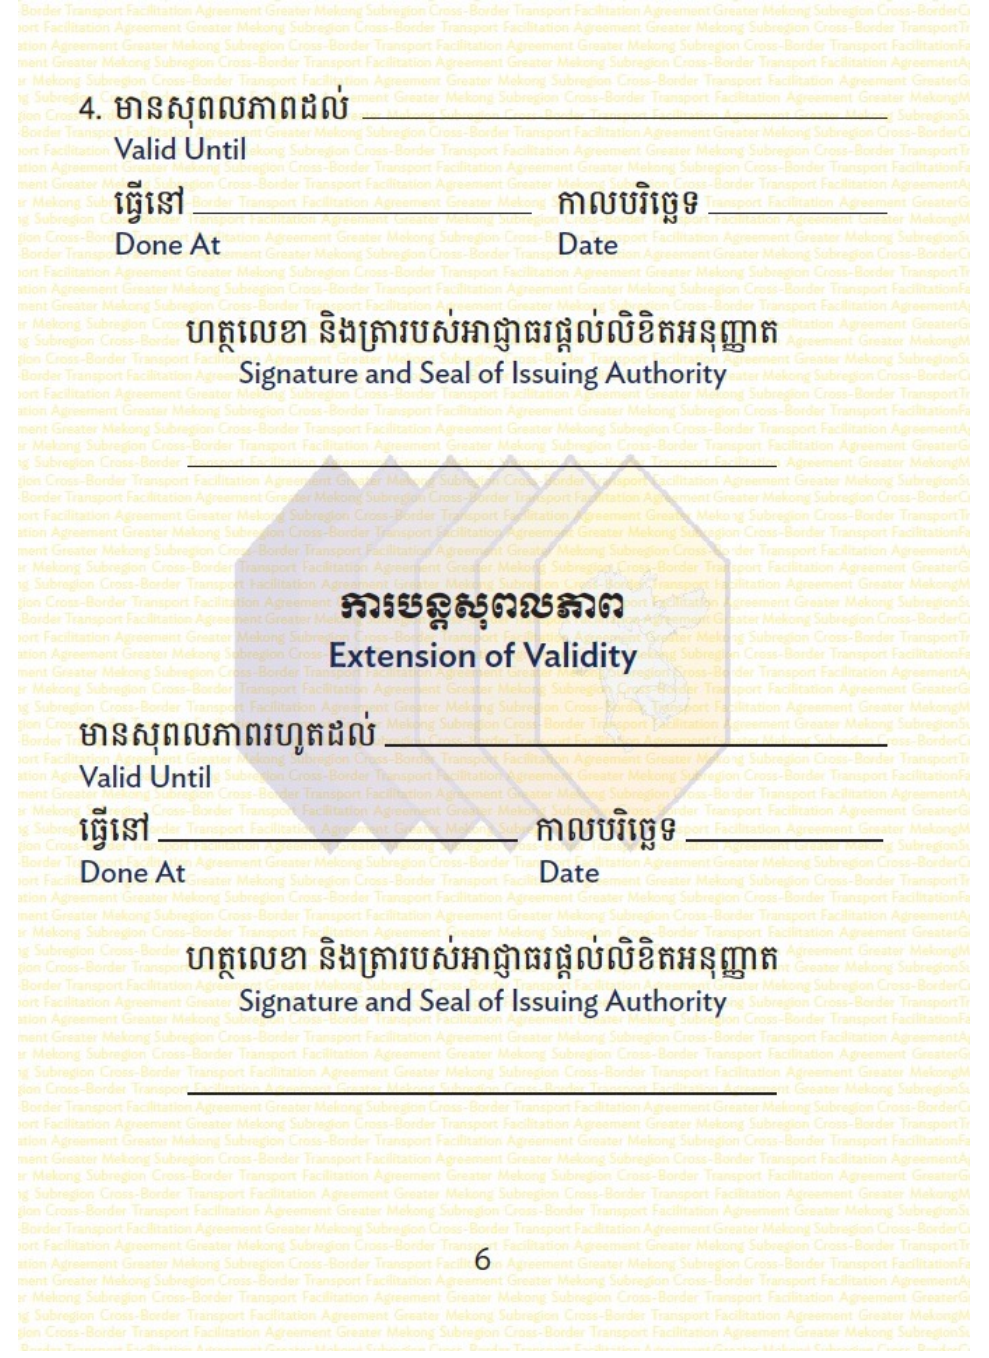 4. មានសុពលភាពដល់
Valid Until
ធ្វើនៅ កាលបរិច្ឆេទ
Done At Date
ហត្ថលេខា និងត្រារបស់អាជ្ញាធរផ្តល់លិខិតអនុញ្ញាត
Signature and Seal of Issuing Authority
ការបន្តសុពលភាព
Extension of Validity
មានសុពលភាពរហូតដល់
Valid Until
ធ្វើនៅ កាលបរិច្ឆេទ
Done At Date
ហត្ថលេខា និងត្រារបស់អាជ្ញាធរផ្តល់លិខិតអនុញ្ញាត
Signature and Seal of Issuing Authority
6